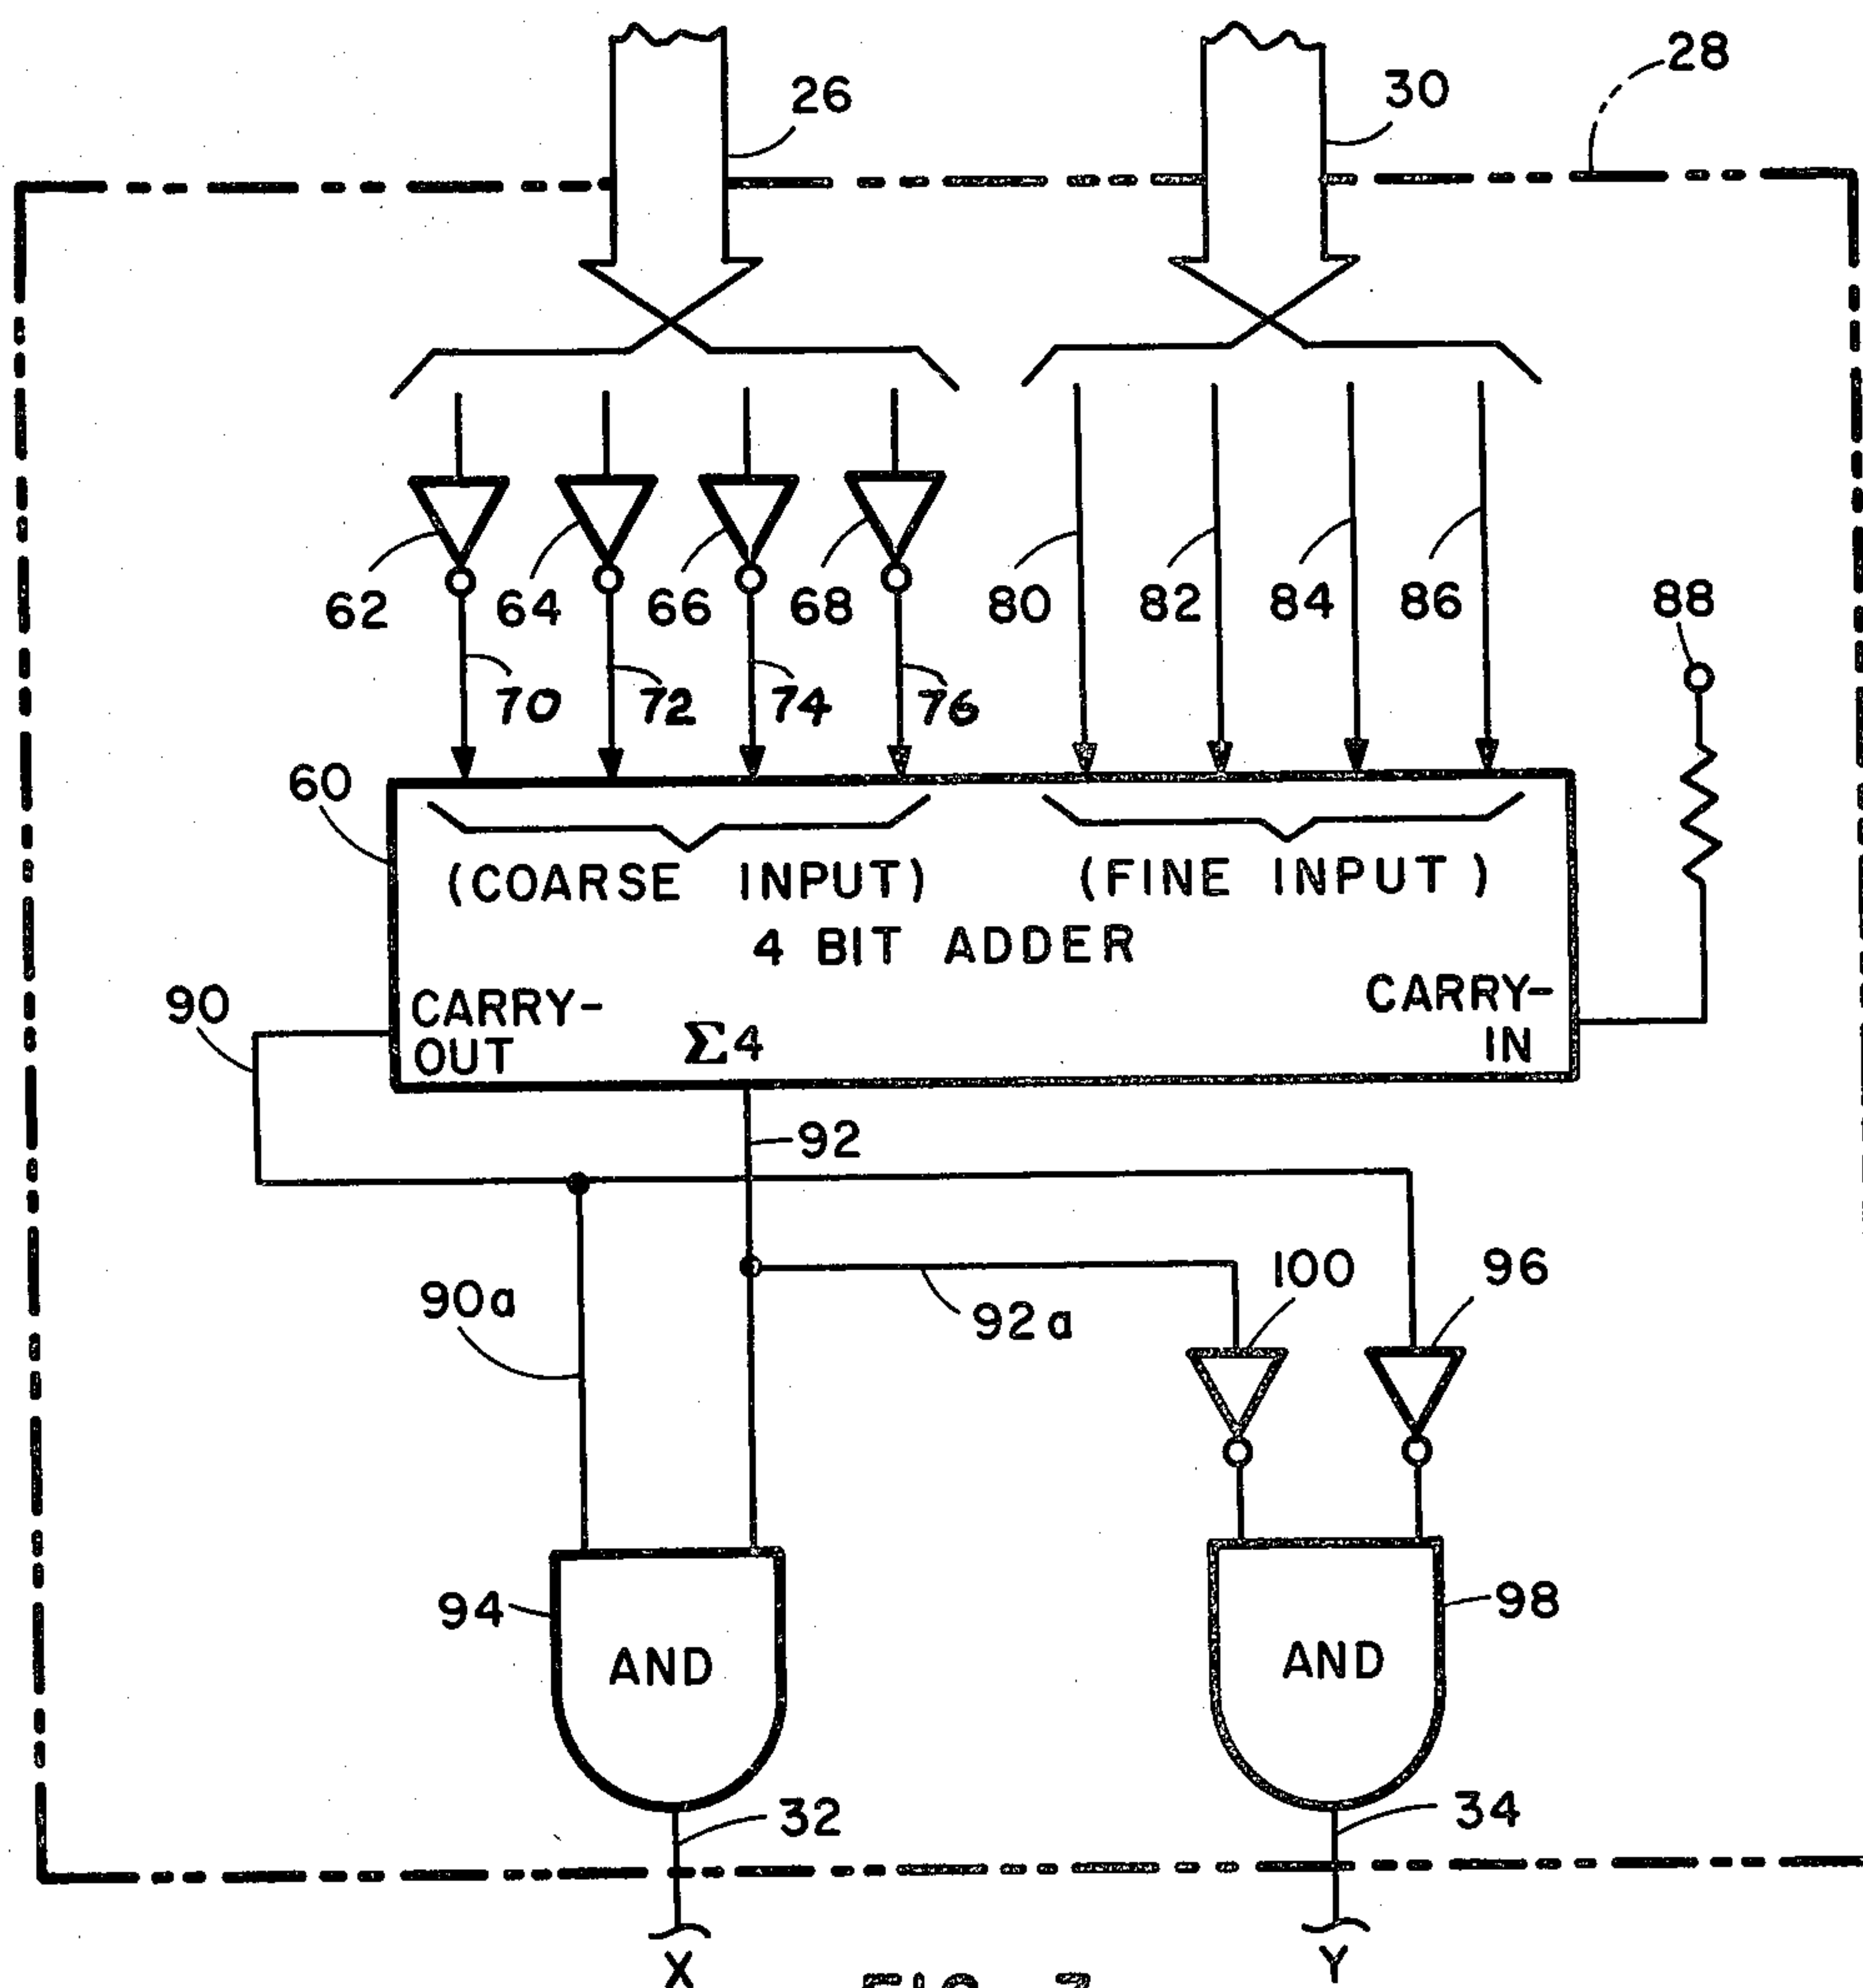 28
26
30
62
64
66
68
80
82
84
86
88
70
72
74
76
60
(COARSE INPUT)
(FINE INPUT)
4 BIT ADDER
90
CARRY-
OUT
Σ4
CARRY-
IN
92
90a
92a
100
96
94
AND
98
AND
32
34
X
Y